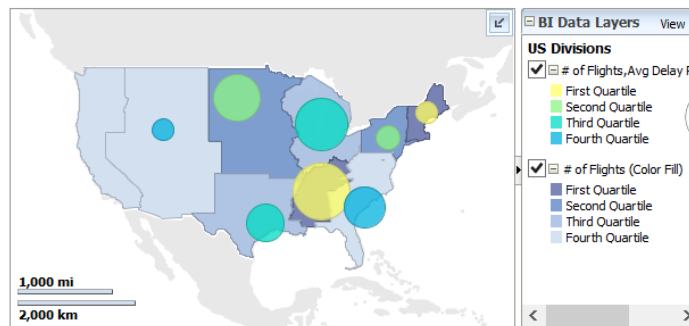 BI Data Layers View
US Divisions
# of Flights,Avg Delay
First Quartile
Second Quartile
Third Quartile
Fourth Quartile
# of Flights (Color Fill)
First Quartile
Second Quartile
Third Quartile
Fourth Quartile
1,000 mi
2,000 km